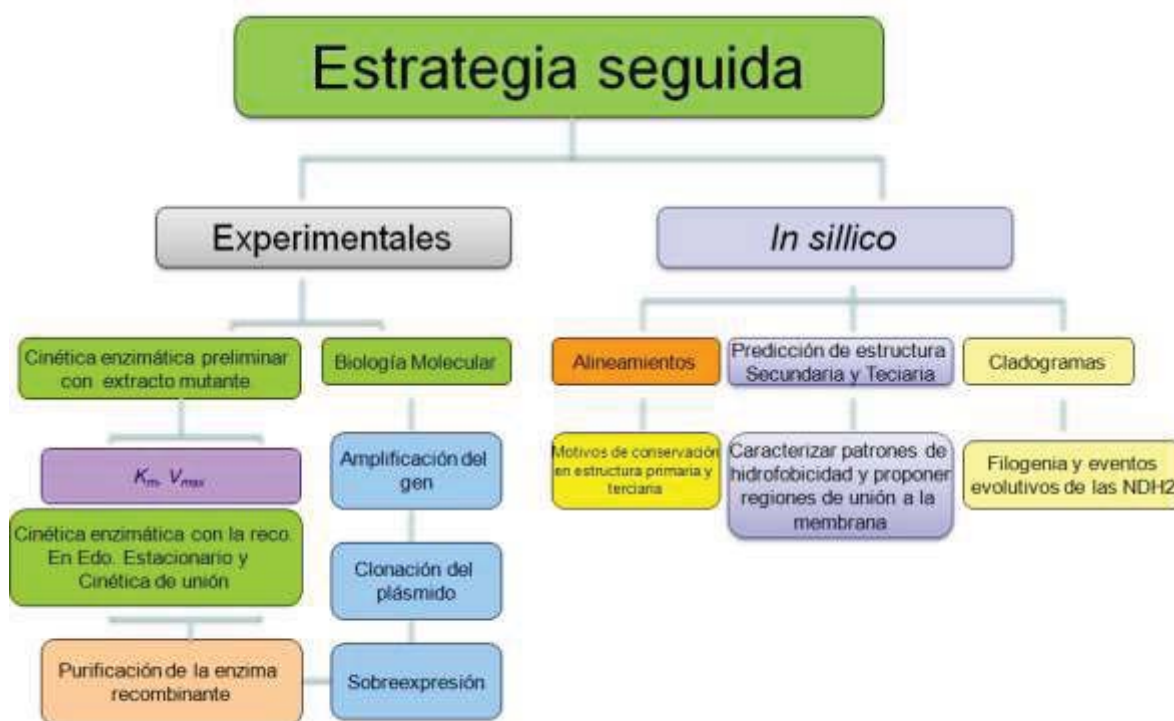 Estrategia seguida
Experimentales
In sillico
Cinética enzimática preliminar
con extracto mutante
Biología Molecular
Alineamientos
Predicción de estructura
Secundaria y Teciaria
Cladogramas
Km, Vmax
Amplificación del
gen
Motivos de conservación
en estructura primaria y
terciaria
Caracterizar patrones de
hidrofobicidad y proponer
regiones de unión a la
membrana
Filogenia y eventos
evolutivos de las NDH2
Cinética enzimática con la reco.
En Edo. Estacionario y
Cinética de unión
Clonación del
plásmido
Purificación de la enzima
recombinante
Sobreexpresión